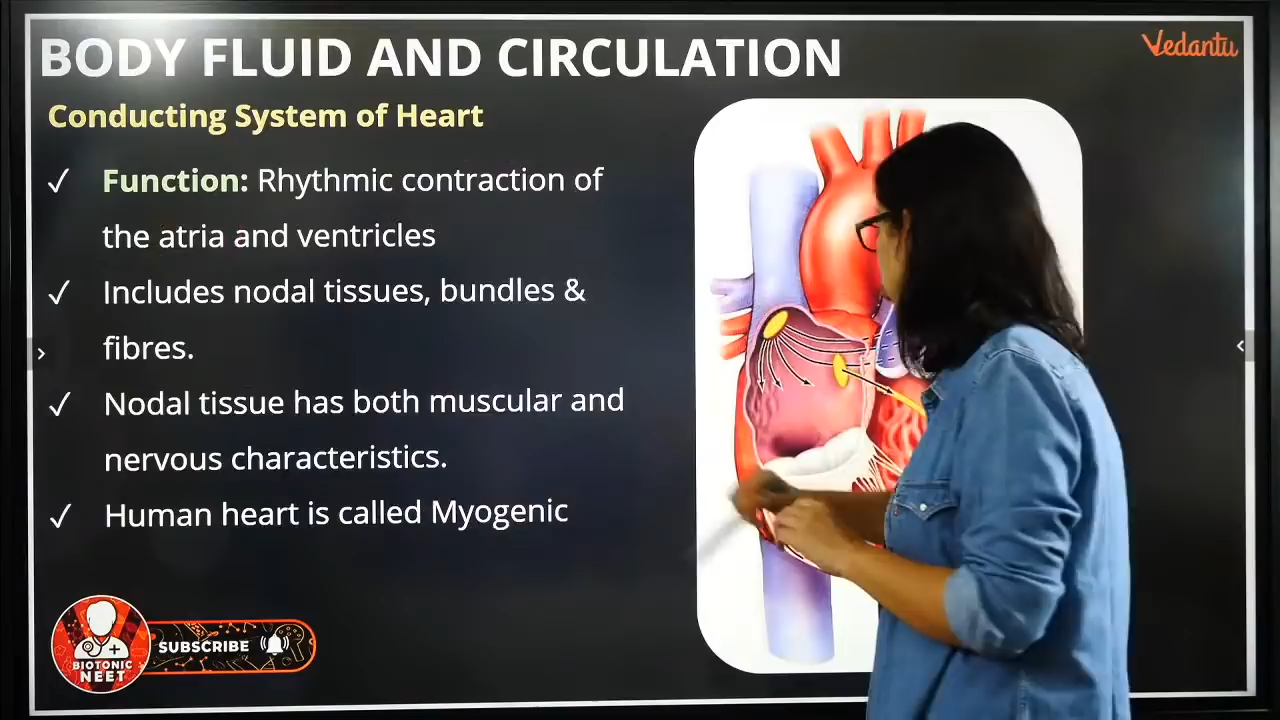 BODY FLUID AND CIRCULATION
Vedantu
Conducting System of Heart
✓ Function: Rhythmic contraction of
the atria and ventricles
✓ Includes nodal tissues, bundles &
fibres.
✓ Nodal tissue has both muscular and
nervous characteristics.
✓ Human heart is called Myogenic
BIOTONIC
NEET
SUBSCRIBE